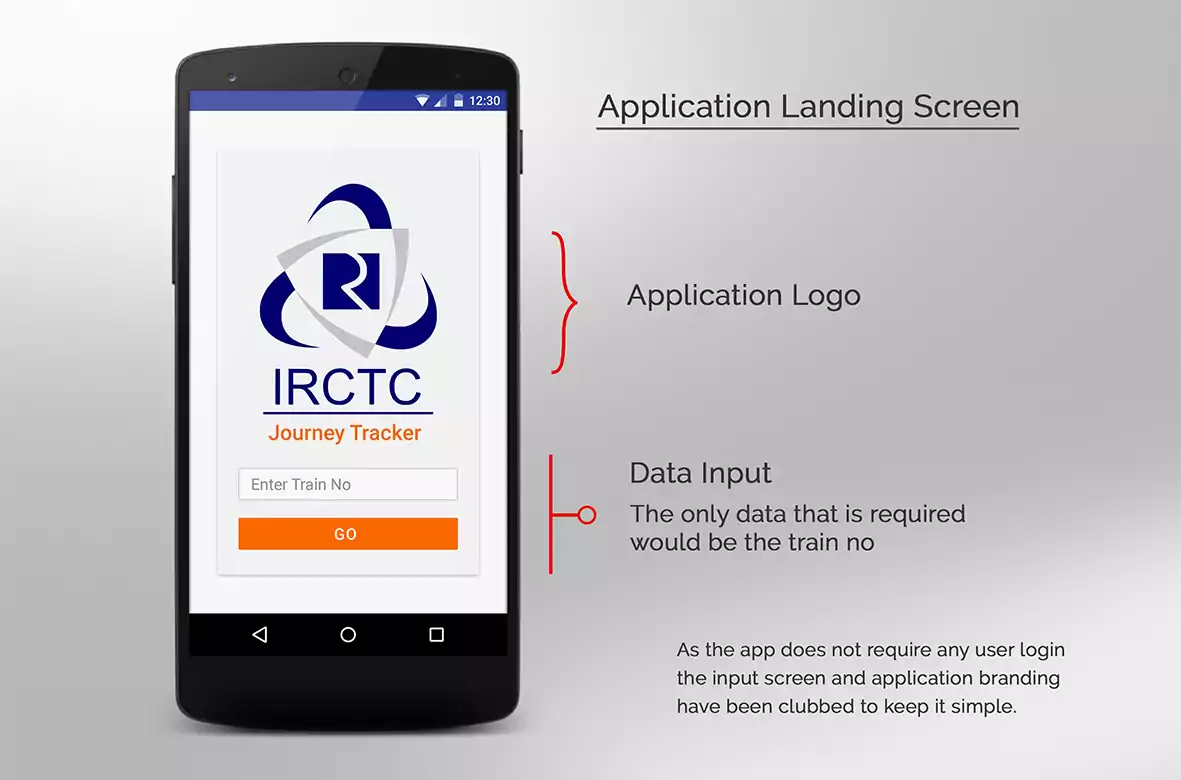 12:30
Application Landing Screen
IRCTC
Journey Tracker
Enter Train No
GO
Application Logo
Data Input
The only data that is required
would be the train no
As the app does not require any user login
the input screen and application branding
have been clubbed to keep it simple.